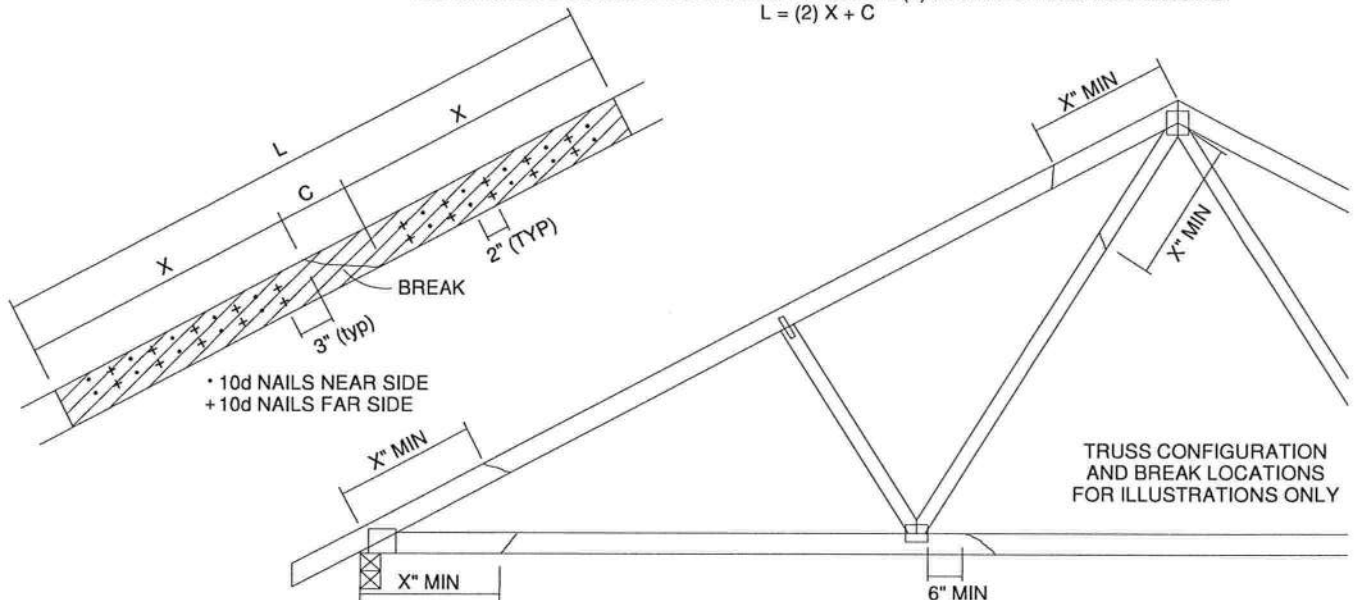 L = (2) X + C
X" MIN
L
X
C
X
2" (TYP)
X" MIN
BREAK
3" (typ)
• 10d NAILS NEAR SIDE
+ 10d NAILS FAR SIDE
X" MIN
TRUSS CONFIGURATION
AND BREAK LOCATIONS
FOR ILLUSTRATIONS ONLY
X" MIN
6" MIN